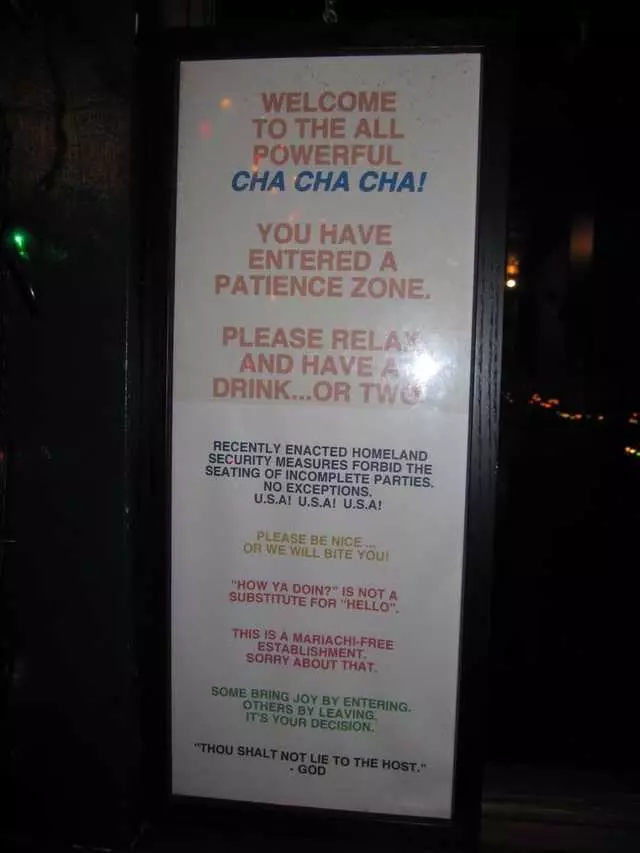 WELCOME
TO THE ALL
POWERFUL
CHA CHA CHA!
YOU HAVE
ENTERED A
PATIENCE ZONE.
PLEASE RELAX
AND HAVE A
DRINK...OR TWO
RECENTLY ENACTED HOMELAND
SECURITY MEASURES FORBID THE
SEATING OF INCOMPLETE PARTIES.
NO EXCEPTIONS.
U.S.A! U.S.A! U.S.A!
PLEASE BE NICE...
OR WE WILL BITE YOU!
"HOW YA DOIN?" IS NOT A
SUBSTITUTE FOR "HELLO".
THIS IS A MARIACHI-FREE
ESTABLISHMENT.
SORRY ABOUT THAT.
SOME BRING JOY BY ENTERING.
OTHERS BY LEAVING.
IT'S YOUR DECISION.
"THOU SHALT NOT LIE TO THE HOST."
- GOD